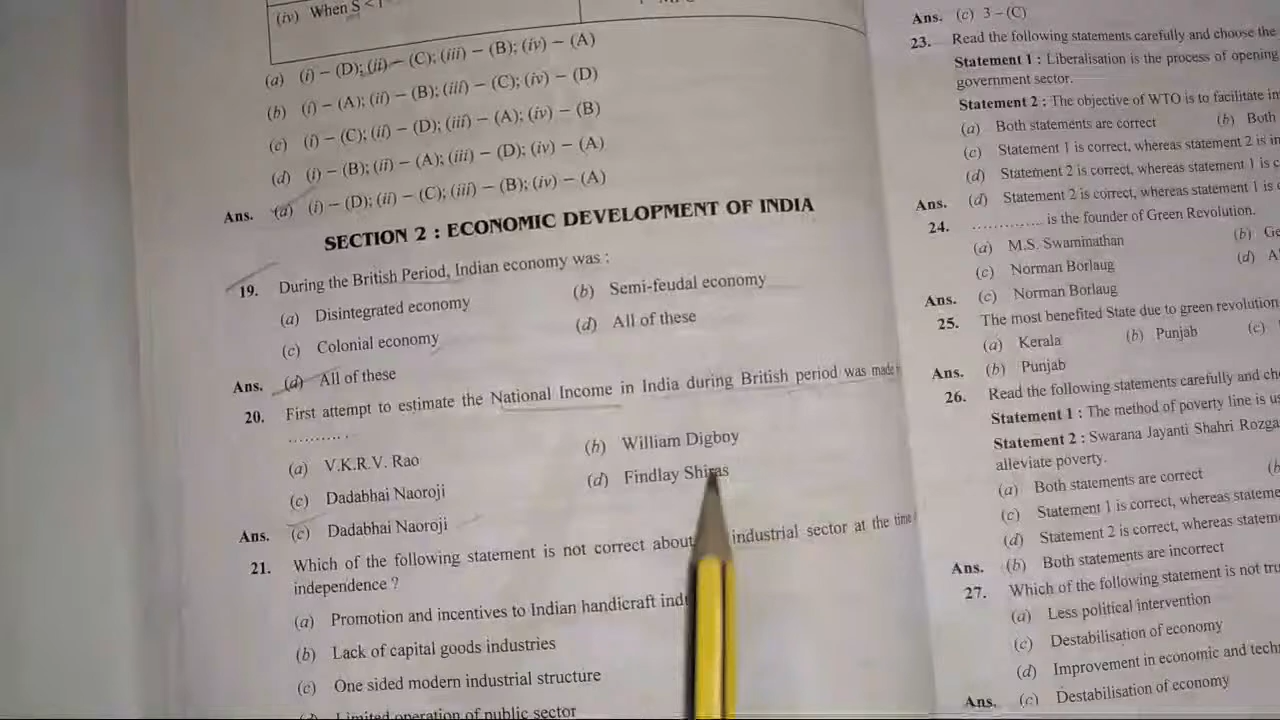 (iv) When S < 1
(a) (i) – (D); (ii) – (C); (iii) – (B); (iv) – (A)
(b) (i) – (A); (ii) – (B); (iii) – (C); (iv) – (D)
(c) (i) – (C); (ii) – (D); (iii) – (A); (iv) – (B)
(d) (i) – (B); (ii) – (A); (iii) – (D); (iv) – (A)
Ans. (a) (i) – (D); (ii) – (C); (iii) – (B); (iv) – (A)
SECTION 2 : ECONOMIC DEVELOPMENT OF INDIA
19. During the British Period, Indian economy was :
(a) Disintegrated economy (b) Semi-feudal economy
(c) Colonial economy (d) All of these
Ans. (d) All of these
20. First attempt to estimate the National Income in India during British period was made
............
(a) V.K.R.V. Rao (b) William Digboy
(c) Dadabhai Naoroji (d) Findlay Shiras
Ans. (c) Dadabhai Naoroji
21. Which of the following statement is not correct about industrial sector at the time
independence ?
(a) Promotion and incentives to Indian handicraft
(b) Lack of capital goods industries
(c) One sided modern industrial structure
(d) Limited operation of public sector
Ans. (c) 3 – (C)
23. Read the following statements carefully and choose the
Statement 1 : Liberalisation is the process of opening
government sector.
Statement 2 : The objective of WTO is to facilitate
(a) Both statements are correct (b) Both
(c) Statement 1 is correct, whereas statement 2 is
(d) Statement 2 is correct, whereas statement 1 is
Ans. (d) Statement 2 is correct, whereas statement 1 is
24. .............. is the founder of Green Revolution.
(a) M.S. Swaminathan (b)
(c) Norman Borlaug (d)
Ans. (c) Norman Borlaug
25. The most benefited State due to green revolution
(a) Kerala (b) Punjab (c)
Ans. (b) Punjab
26. Read the following statements carefully and
Statement 1 : The method of poverty line is
Statement 2 : Swarana Jayanti Shahri
alleviate poverty.
(a) Both statements are correct
(c) Statement 1 is correct, whereas
(d) Statement 2 is correct, whereas
Ans. (b) Both statements are incorrect
27. Which of the following statement is not
(a) Less political intervention
(c) Destabilisation of economy
(d) Improvement in economic and
Ans. (c) Destabilisation of economy